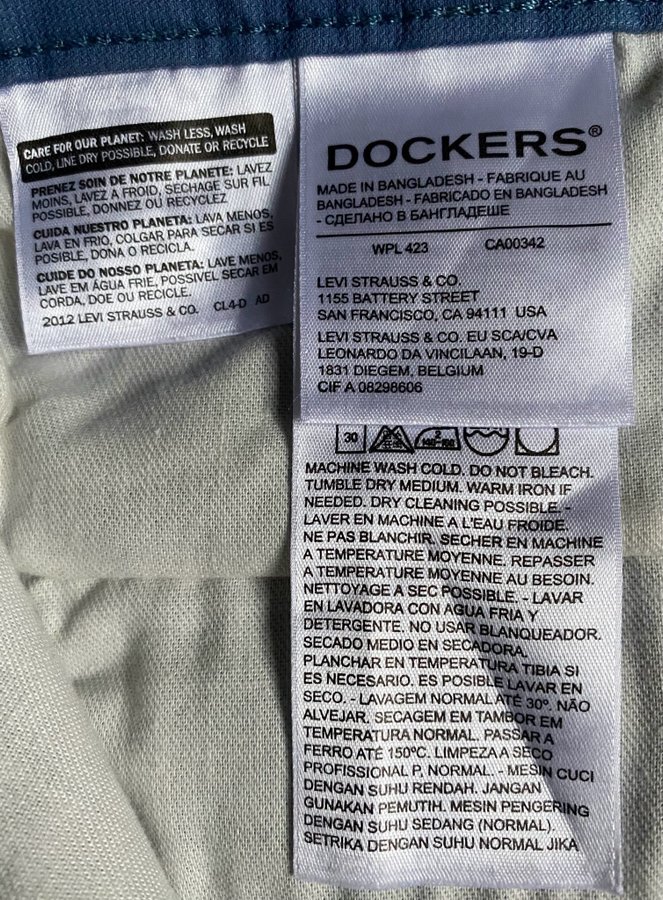 CARE FOR OUR PLANET: WASH LESS, WASH
COLD, LINE DRY POSSIBLE, DONATE OR RECYCLE
PRENEZ SOIN DE NOTRE PLANETE: LAVEZ
MOINS, LAVEZ A FROID, SECHAGE SUR FIL
POSSIBLE, DONNEZ OU RECYCLEZ
CUIDA NUESTRO PLANETA: LAVA MENOS,
LAVA EN FRIO, COLGAR PARA SECAR SI ES
POSIBLE, DONA O RECICLA.
CUIDE DO NOSSO PLANETA: LAVE MENOS,
LAVE EM ÁGUA FRIE, POSSIVEL SECAR EM
CORDA, DOE OU RECICLE.
2012 LEVI STRAUSS & CO. CL4-D AD
DOCKERS®
MADE IN BANGLADESH - FABRIQUE AU
BANGLADESH - FABRICADO EN BANGLADESH
- СДЕЛАНО В БАНГЛАДЕШЕ
WPL 423 CA00342
LEVI STRAUSS & CO.
1155 BATTERY STREET
SAN FRANCISCO, CA 94111 USA
LEVI STRAUSS & CO. EU SCA/CVA
LEONARDO DA VINCILAAN, 19-D
1831 DIEGEM, BELGIUM
CIF A 08298606
30
MACHINE WASH COLD. DO NOT BLEACH.
TUMBLE DRY MEDIUM. WARM IRON IF
NEEDED. DRY CLEANING POSSIBLE. -
LAVER EN MACHINE A L'EAU FROIDE.
NE PAS BLANCHIR. SECHER EN MACHINE
A TEMPERATURE MOYENNE. REPASSER
A TEMPERATURE MOYENNE AU BESOIN.
NETTOYAGE A SEC POSSIBLE. - LAVAR
EN LAVADORA CON AGUA FRIA Y
DETERGENTE. NO USAR BLANQUEADOR.
SECADO MEDIO EN SECADORA.
PLANCHAR EN TEMPERATURA TIBIA SI
ES NECESARIO. ES POSIBLE LAVAR EN
SECO. - LAVAGEM NORMAL ATÉ 30º. NÃO
ALVEJAR. SECAGEM EM TAMBOR EM
TEMPERATURA NORMAL. PASSAR A
FERRO ATÉ 150ºC. LIMPEZA A SECO
PROFISSIONAL P, NORMAL. - MESIN CUCI
DENGAN SUHU RENDAH. JANGAN
GUNAKAN PEMUTIH. MESIN PENGERING
DENGAN SUHU SEDANG (NORMAL).
SETRIKA DENGAN SUHU NORMAL JIKA